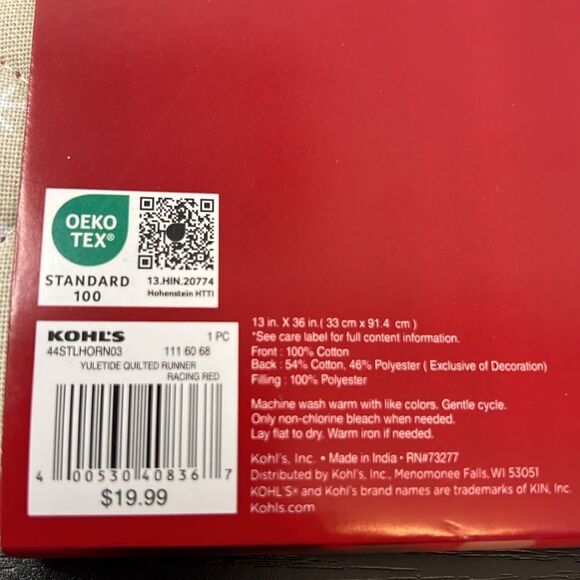 OEKO
TEX®
STANDARD
100
13.HIN.20774
Hohenstein HTTI
KOHL'S 1 PC
44STLHORN03 111 60 68
YULETIDE QUILTED RUNNER
RACING RED
4 00530 40836 7
$19.99
13 in. X 36 in.( 33 cm x 91.4 cm )
*See care label for full content information.
Front : 100% Cotton
Back : 54% Cotton, 46% Polyester ( Exclusive of Decoration)
Filling : 100% Polyester
Machine wash warm with like colors. Gentle cycle.
Only non-chlorine bleach when needed.
Lay flat to dry. Warm iron if needed.
Kohl's, Inc. • Made in India • RN#73277
Distributed by Kohl's, Inc., Menomonee Falls, WI 53051
KOHL'S® and Kohl's brand names are trademarks of KIN, Inc.
Kohls.com